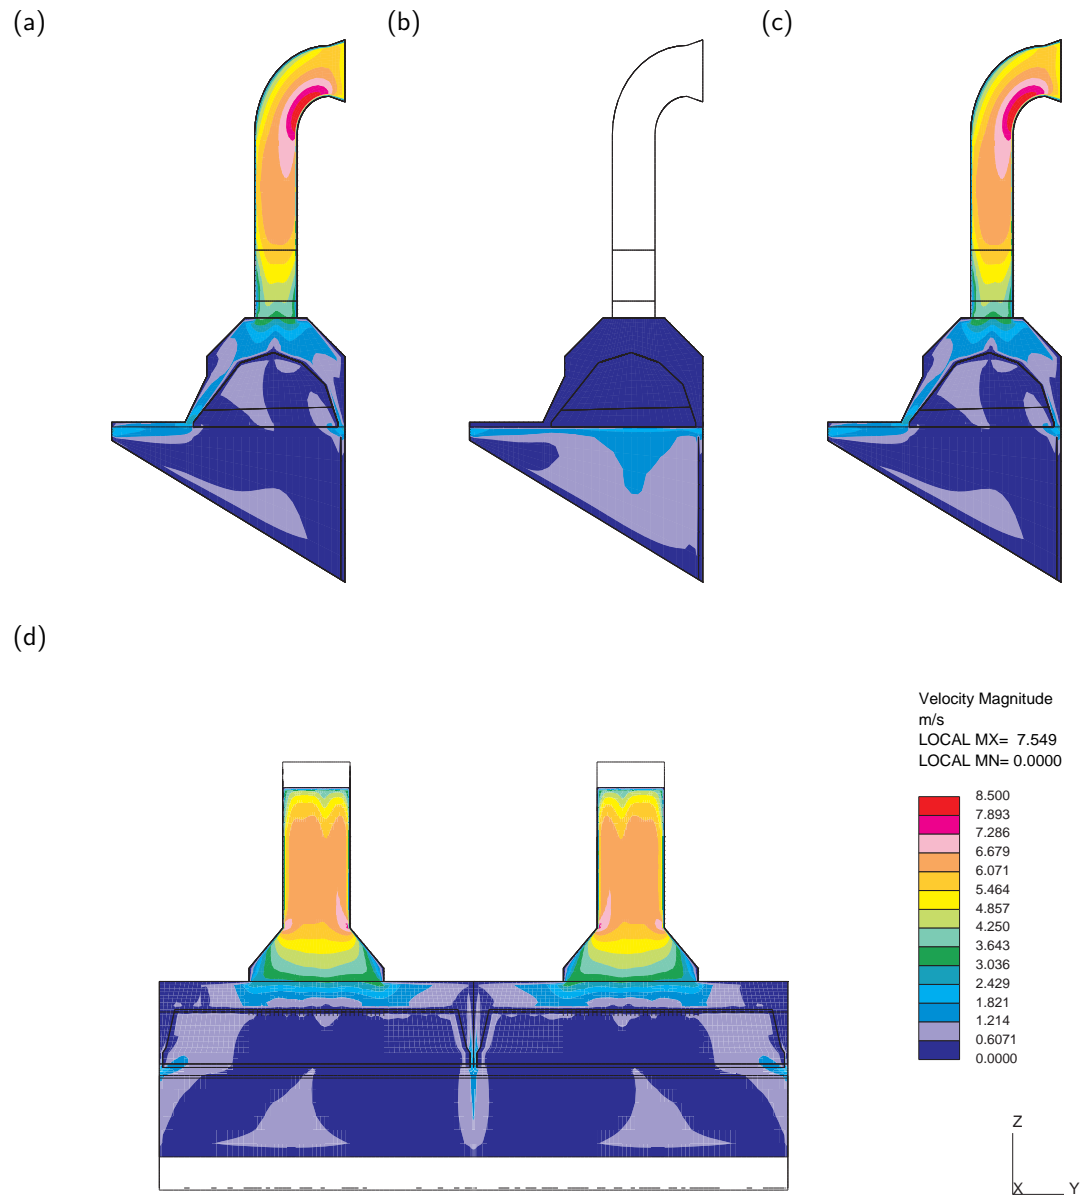 (a)
(b)
(c)
(d)
Velocity Magnitude
m/s
LOCAL MX= 7.549
LOCAL MN= 0.0000
8.500
7.893
7.286
6.679
6.071
5.464
4.857
4.250
3.643
3.036
2.429
1.821
1.214
0.6071
0.0000
Z
X Y